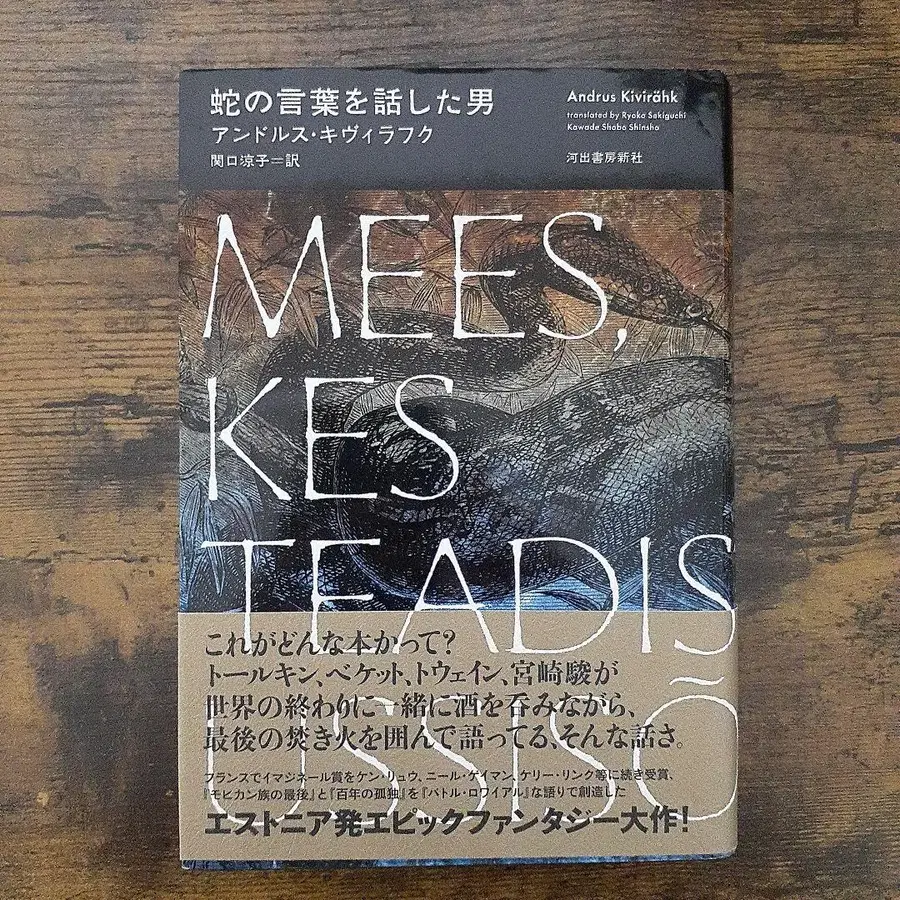 蛇の言葉を話した男
アンドルス・キヴィラフク
関口涼子=訳
Andrus Kivirähk
translated by Ryoko Sekiguchi
Kawade Shobo Shinsha
河出書房新社
MEES,
KES
TEADIS
USSISÕ
これがどんな本かって?
トールキン、ベケット、トウェイン、宮崎駿が
世界の終わりに一緒に酒を呑みながら、
最後の焚き火を囲んで語ってる、そんな話さ。
フランスでイマジネール賞をケン・リュウ、ニール・ゲイマン、ケリー・リンク等に続き受賞、
『モヒカン族の最後』と『百年の孤独』を『バトル・ロワイアル』な語りで創造した
エストニア発エピックファンタジー大作!